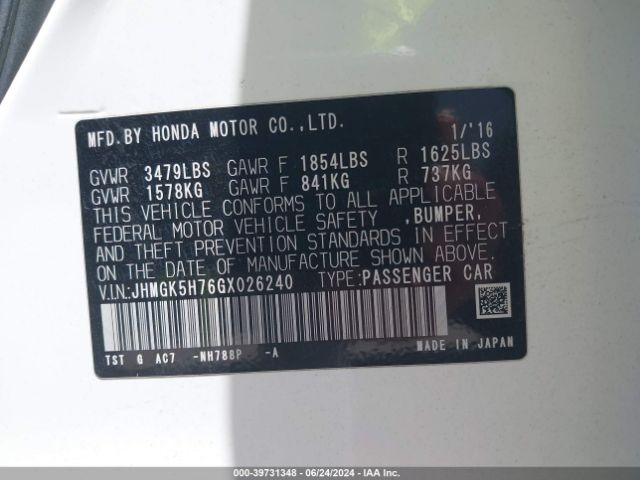 MFD.BY HONDA MOTOR CO.,LTD. 1/'16
GVWR 3479LBS GAWR F 1854LBS R 1625LBS
GVWR 1578KG GAWR F 841KG R 737KG
THIS VEHICLE CONFORMS TO ALL APPLICABLE
FEDERAL MOTOR VEHICLE SAFETY ,BUMPER,
AND THEFT PREVENTION STANDARDS IN EFFECT
ON THE DATE OF MANUFACTURE SHOWN ABOVE.
V.I.N.:JHMGK5H76GX026240 TYPE:PASSENGER CAR
TST G AC7 -NH788P -A MADE IN JAPAN
000-39731348 - 06/24/2024 - IAA Inc.